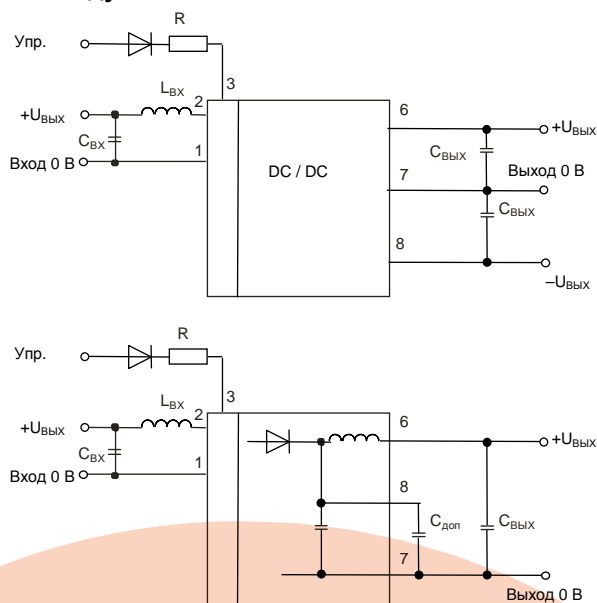 R
Упр.
3
L ВХ
2
6
+U ВЫХ
+U ВЫХ
C ВХ
C ВЫХ
1
Вход 0 В
DC / DC
7
Выход 0 В
C ВЫХ
8
–U ВЫХ
R
Упр.
3
L ВХ
2
6
+U ВЫХ
+U ВЫХ
C ВХ
1
Вход 0 В
8
C доп
C ВЫХ
7
Выход 0 В